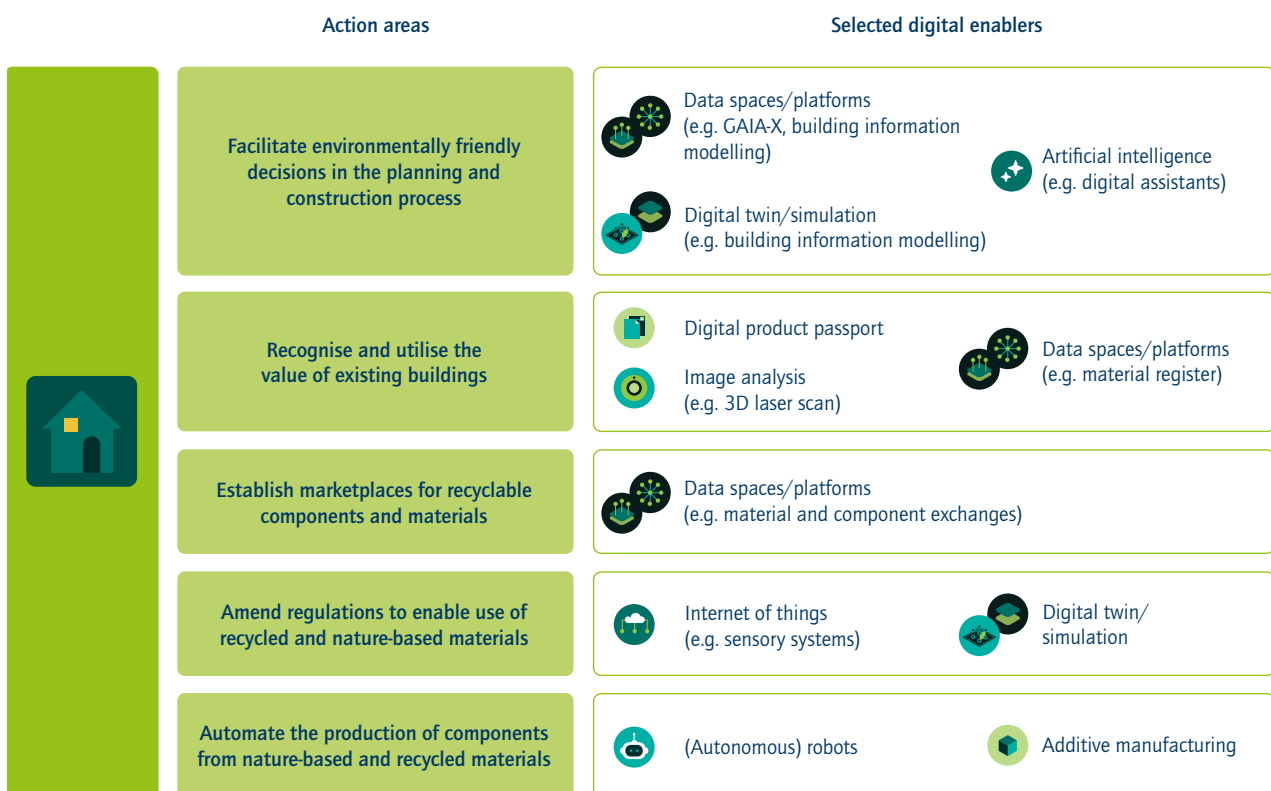 Action areas
Selected digital enablers
Facilitate environmentally friendly
decisions in the planning and
construction process
Data spaces/platforms
(e.g. GAIA-X, building information
modelling)
Artificial intelligence
(e.g. digital assistants)
Digital twin/simulation
(e.g. building information modelling)
Recognise and utilise the
value of existing buildings
Digital product passport
Image analysis
(e.g. 3D laser scan)
Data spaces/platforms
(e.g. material register)
Establish marketplaces for recyclable
components and materials
Data spaces/platforms
(e.g. material and component exchanges)
Amend regulations to enable use of
recycled and nature-based materials
Internet of things
(e.g. sensory systems)
Digital twin/
simulation
Automate the production of components
from nature-based and recycled materials
(Autonomous) robots
Additive manufacturing